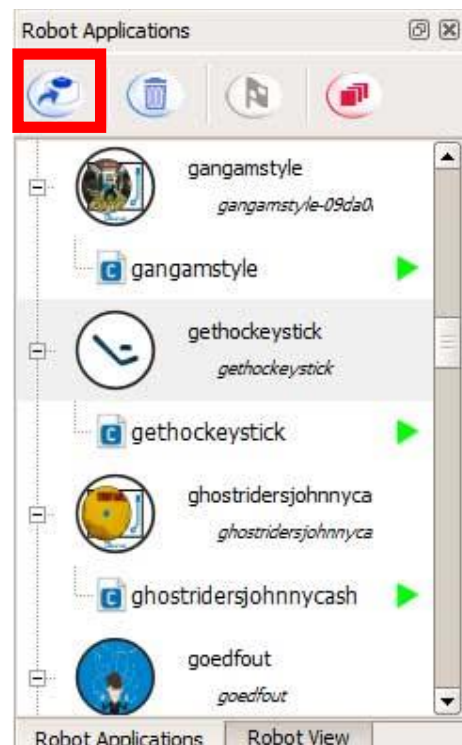 Robot Applications
gangamstyle
gangamstyle-09da0
gangamstyle
gethockeystick
gethockeystick
gethockeystick
ghostridersjohnnyca
ghostridersjohnnyca
ghostridersjohnnycash
goedfout
goedfout
Robot Applications Robot View